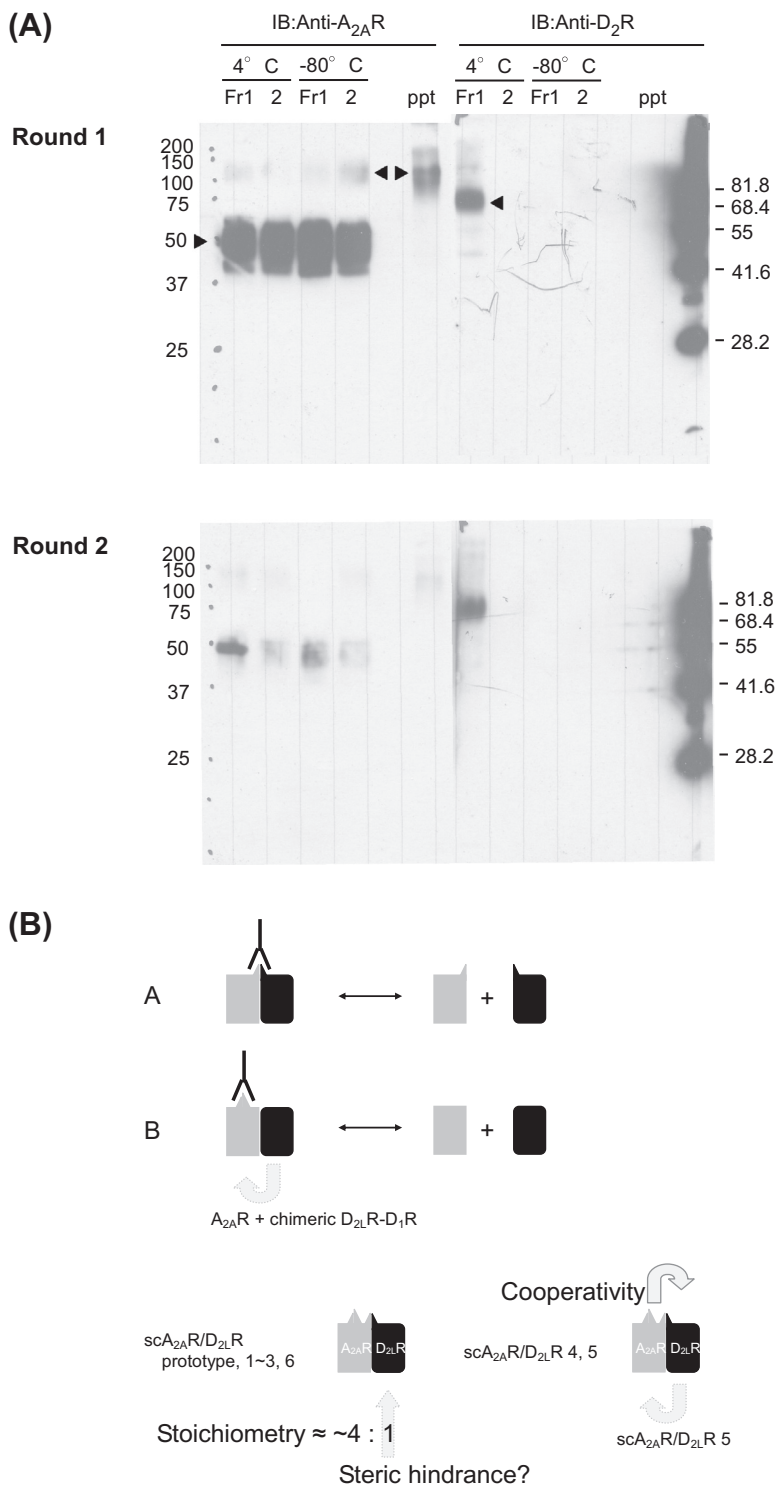 (A)
IB:Anti-A2AR IB:Anti-D2R
4° C -80° C 4° C -80° C
Fr1 2 Fr1 2 ppt Fr1 2 Fr1 2 ppt
Round 1
200
150
100
75
50
37
25
81.8
68.4
55
41.6
28.2
Round 2
200
150
100
75
50
37
25
81.8
68.4
55
41.6
28.2
(B)
A +
B +
A2AR + chimeric D2LR-D1R
Cooperativity
scA2AR/D2LR
prototype, 1~3, 6
A2AR D2LR
scA2AR/D2LR 4, 5
A2AR D2LR
Stoichiometry ≈ ~4 : 1
scA2AR/D2LR 5
Steric hindrance?